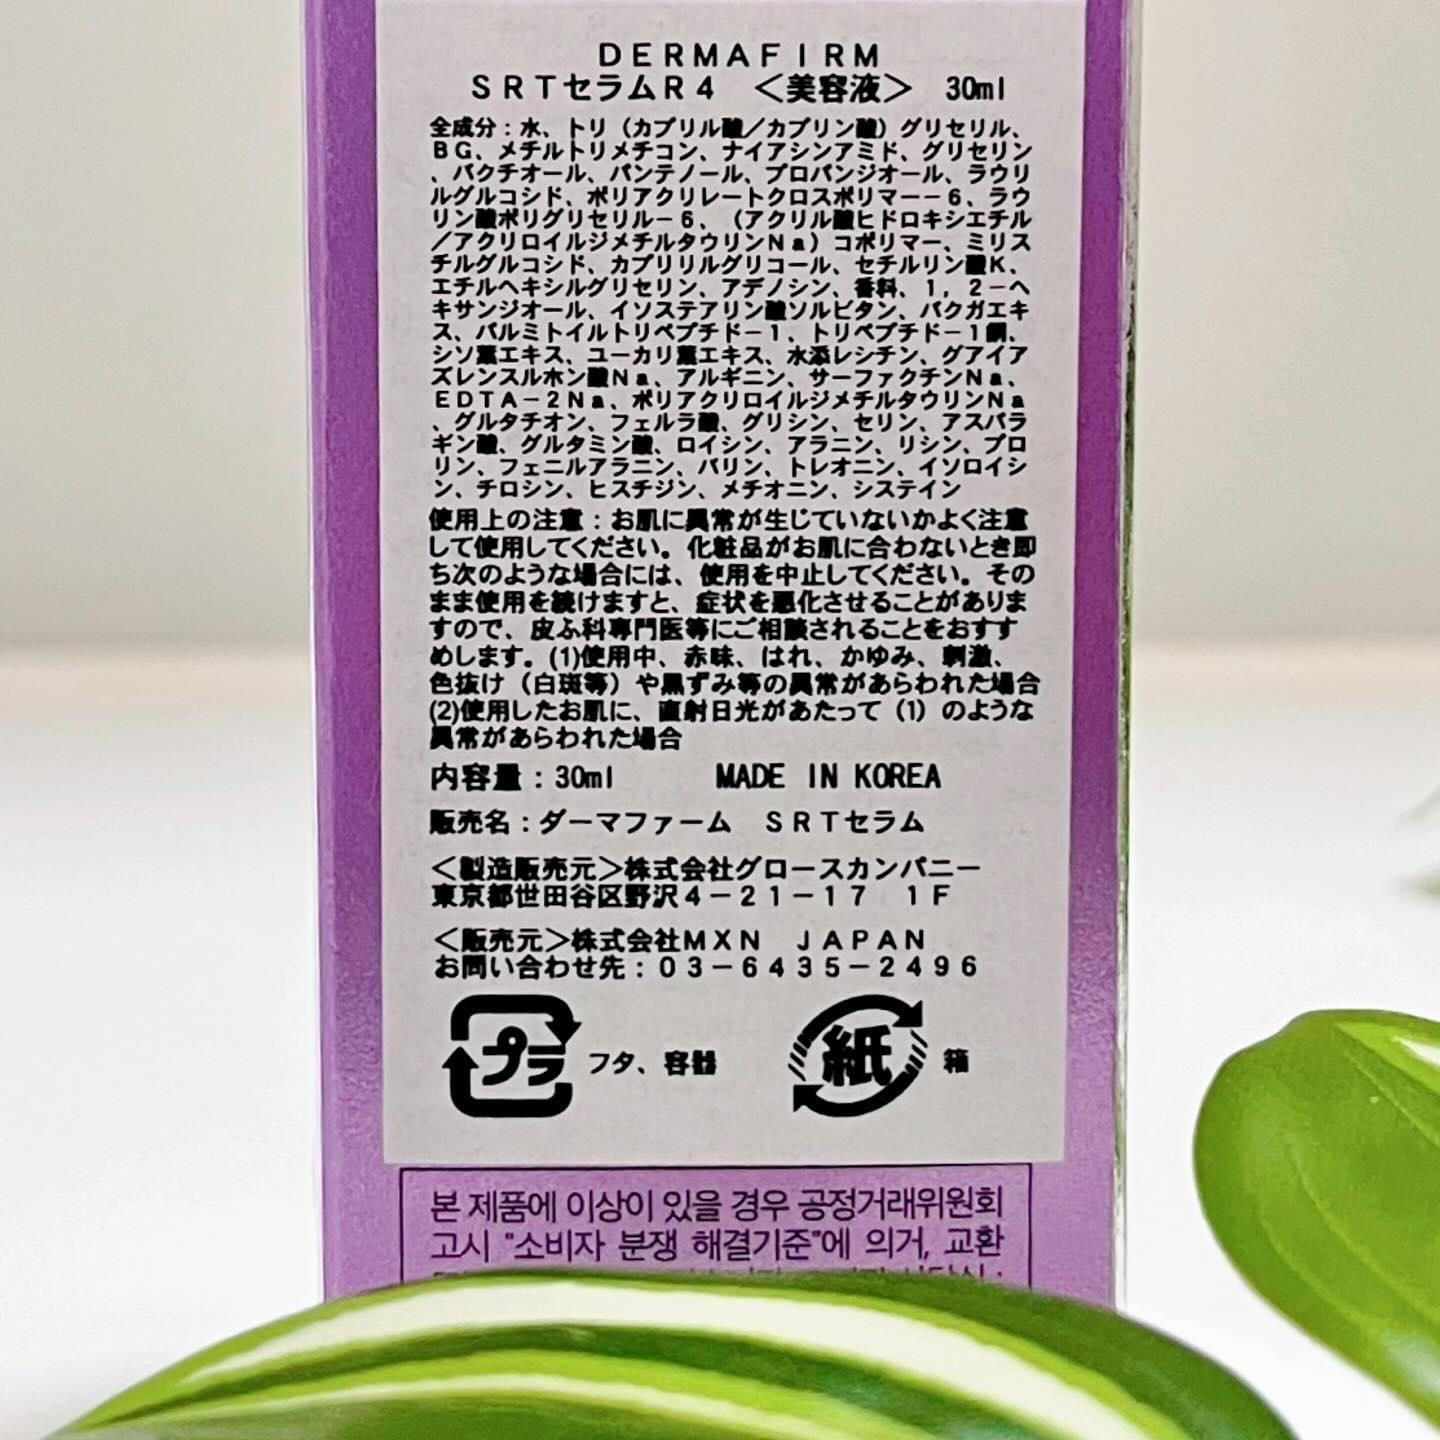 DERMAFIRM
SRTセラムR4 ＜美容液＞ 30ml
全成分：水、トリ（カプリル酸／カプリン酸）グリセリル、
BG、メチルトリメチコン、ナイアシンアミド、グリセリン
、バクチオール、パンテノール、プロパンジオール、ラウリ
ルグルコシド、ポリアクリレートクロスポリマー－6、ラウ
リン酸ポリグリセリル－6、（アクリル酸ヒドロキシエチル
／アクリロイルジメチルタウリンNa）コポリマー、ミリス
チルグルコシド、カプリリルグリコール、セチルリン酸K、
エチルヘキシルグリセリン、アデノシン、香料、1，2－ヘ
キサンジオール、イソステアリン酸ソルビタン、バクガエキ
ス、パルミトイルトリペプチド－1、トリペプチド－1銅、
シソ葉エキス、ユーカリ葉エキス、水添レシチン、グアイア
ズレンスルホン酸Na、アルギニン、サーファクチンNa、
EDTA－2Na、ポリアクリロイルジメチルタウリンNa
、グルタチオン、フェルラ酸、グリシン、セリン、アスパラ
ギン酸、グルタミン酸、ロイシン、アラニン、リシン、プロ
リン、フェニルアラニン、バリン、トレオニン、イソロイシ
ン、チロシン、ヒスチジン、メチオニン、システイン
使用上の注意：お肌に異常が生じていないかよく注意
して使用してください。化粧品がお肌に合わないとき即
ち次のような場合には、使用を中止してください。その
まま使用を続けますと、症状を悪化させることがありま
すので、皮ふ科専門医等にご相談されることをおすす
めします。(1)使用中、赤味、はれ、かゆみ、刺激、
色抜け（白斑等）や黒ずみ等の異常があらわれた場合
(2)使用したお肌に、直射日光があたって（1）のような
異常があらわれた場合
内容量：30ml MADE IN KOREA
販売名：ダーマファーム SRTセラム
＜製造販売元＞株式会社グロースカンパニー
東京都世田谷区野沢4－21－17 1F
＜販売元＞株式会社MXN JAPAN
お問い合わせ先：03－6435－2496
プラ フタ、容器 紙 箱
본 제품에 이상이 있을 경우 공정거래위원회
고시 "소비자 분쟁 해결기준"에 의거, 교환